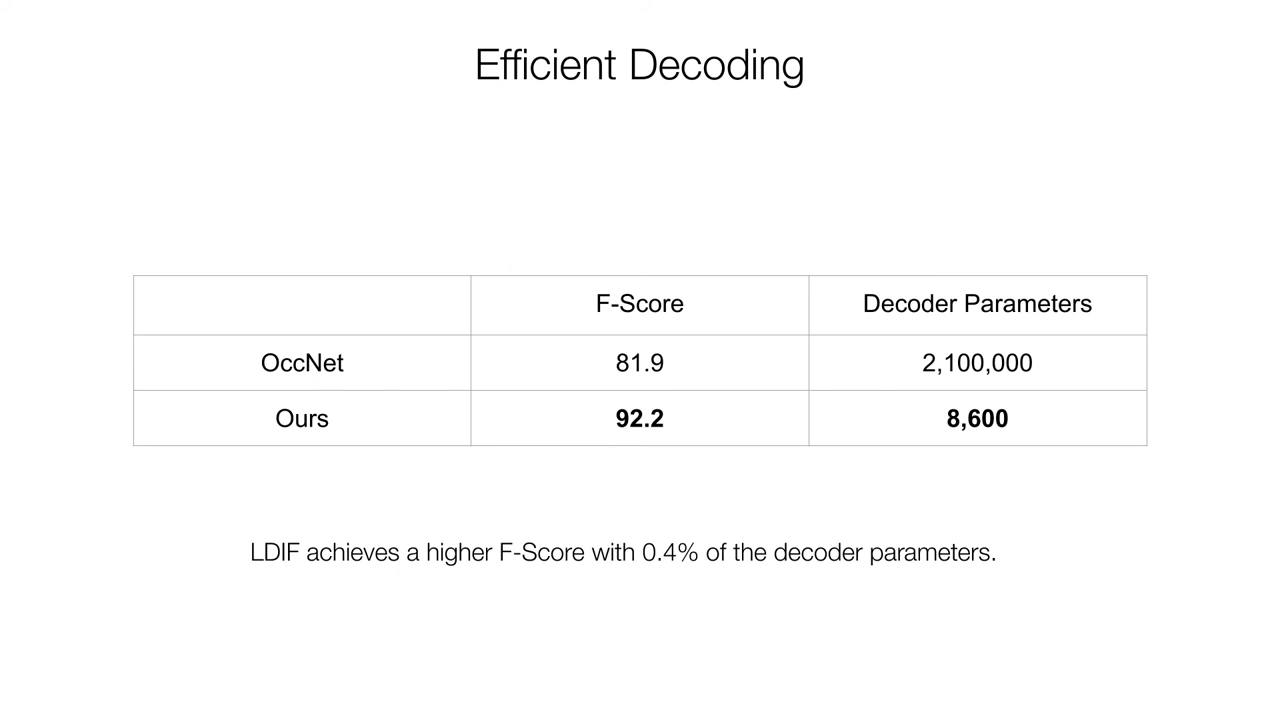 Efficient Decoding
F-Score Decoder Parameters
OccNet 81.9 2,100,000
Ours 92.2 8,600
LDIF achieves a higher F-Score with 0.4% of the decoder parameters.